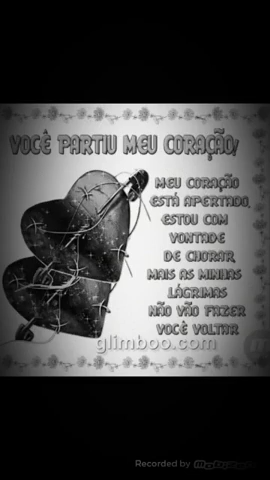 VOCÊ PARTIU MEU CORAÇÃO!
MEU CORAÇÃO
ESTÁ APERTADO,
ESTOU COM
VONTADE
DE CHORAR,
MAIS AS MINHAS
LÁGRIMAS
NÃO VÃO FAZER
VOCÊ VOLTAR
glimboo.com
Recorded by